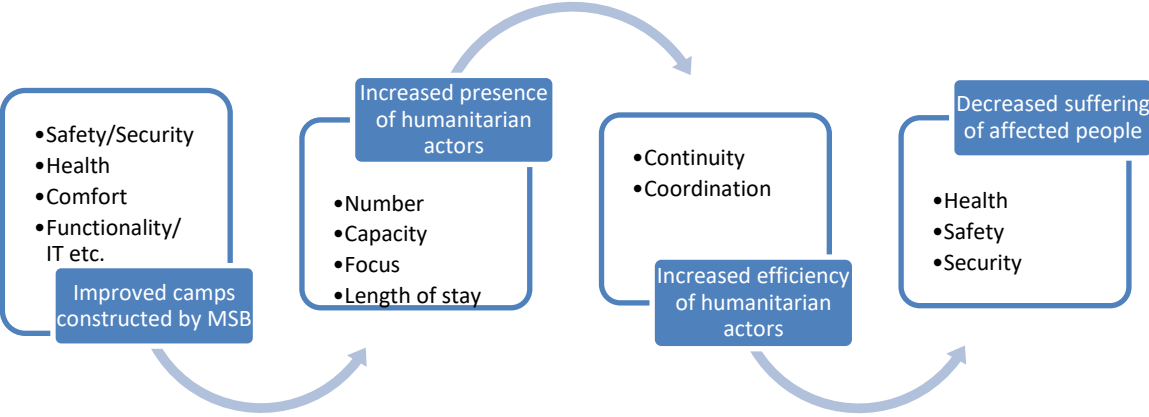 •Safety/Security
•Health
•Comfort
•Functionality/
IT etc.
Improved camps
constructed by MSB
Increased presence
of humanitarian
actors
•Number
•Capacity
•Focus
•Length of stay
•Continuity
•Coordination
Increased efficiency
of humanitarian
actors
Decreased suffering
of affected people
•Health
•Safety
•Security